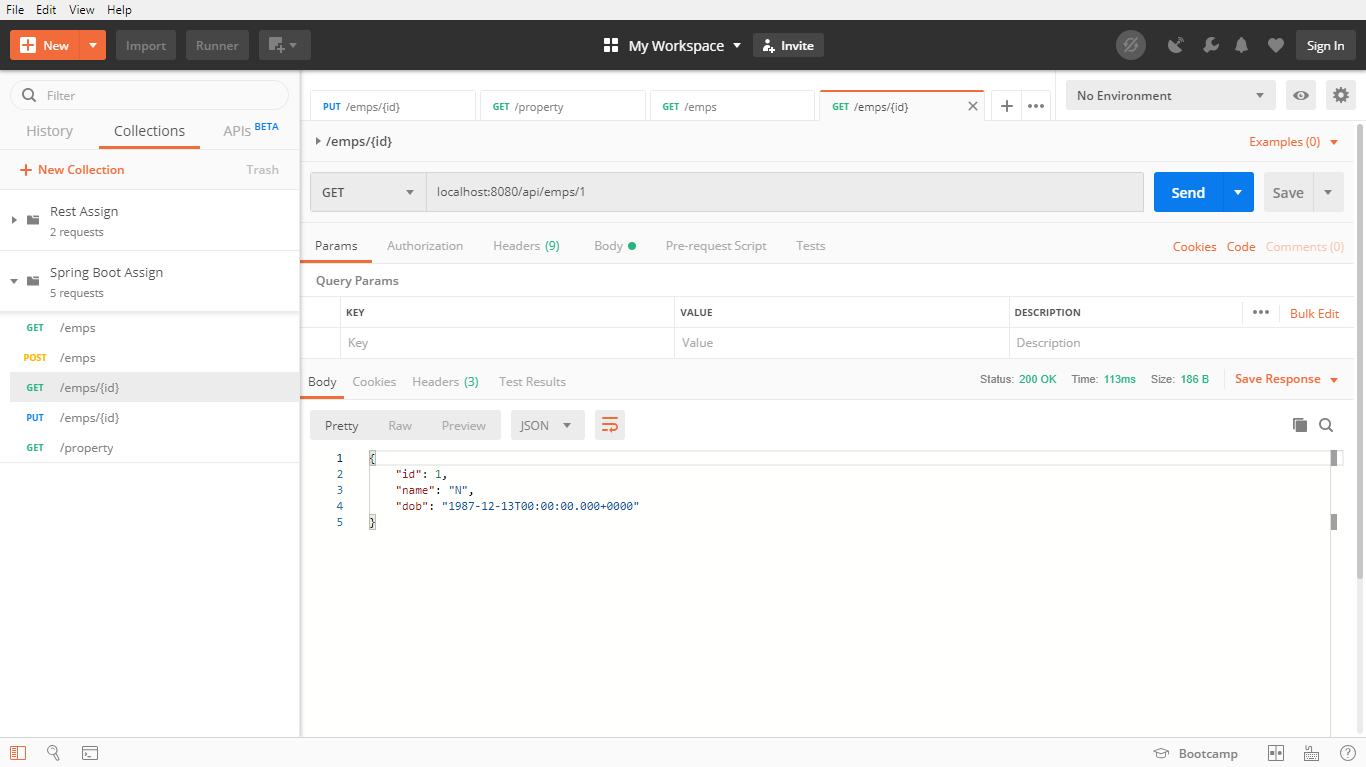 File Edit View Help
New Import Runner My Workspace Invite Sign In
Filter
History Collections APIs BETA
New Collection Trash
Rest Assign
2 requests
Spring Boot Assign
5 requests
GET /emps
POST /emps
GET /emps/{id}
PUT /emps/{id}
GET /property
PUT /emps/{id} GET /property GET /emps GET /emps/{id} No Environment
/emps/{id} Examples (0)
GET localhost:8080/api/emps/1 Send Save
Params Authorization Headers (9) Body Pre-request Script Tests Cookies Code Comments (0)
Query Params
KEY VALUE DESCRIPTION Bulk Edit
Key Value Description
Body Cookies Headers (3) Test Results Status: 200 OK Time: 113ms Size: 186 B Save Response
Pretty Raw Preview JSON
1 {
2 "id": 1,
3 "name": "N",
4 "dob": "1987-12-13T00:00:00.000+0000"
5 }
Bootcamp